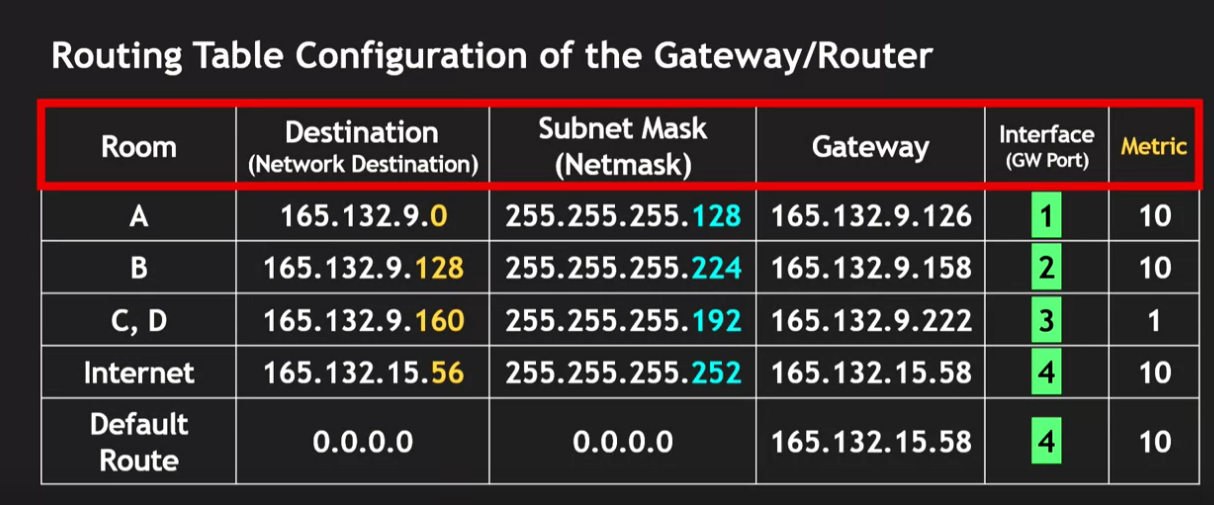 Routing Table Configuration of the Gateway/Router
Room Destination (Network Destination) Subnet Mask (Netmask) Gateway Interface (GW Port) Metric
A 165.132.9.0 255.255.255.128 165.132.9.126 1 10
B 165.132.9.128 255.255.255.224 165.132.9.158 2 10
C, D 165.132.9.160 255.255.255.192 165.132.9.222 3 1
Internet 165.132.15.56 255.255.255.252 165.132.15.58 4 10
Default Route 0.0.0.0 0.0.0.0 165.132.15.58 4 10